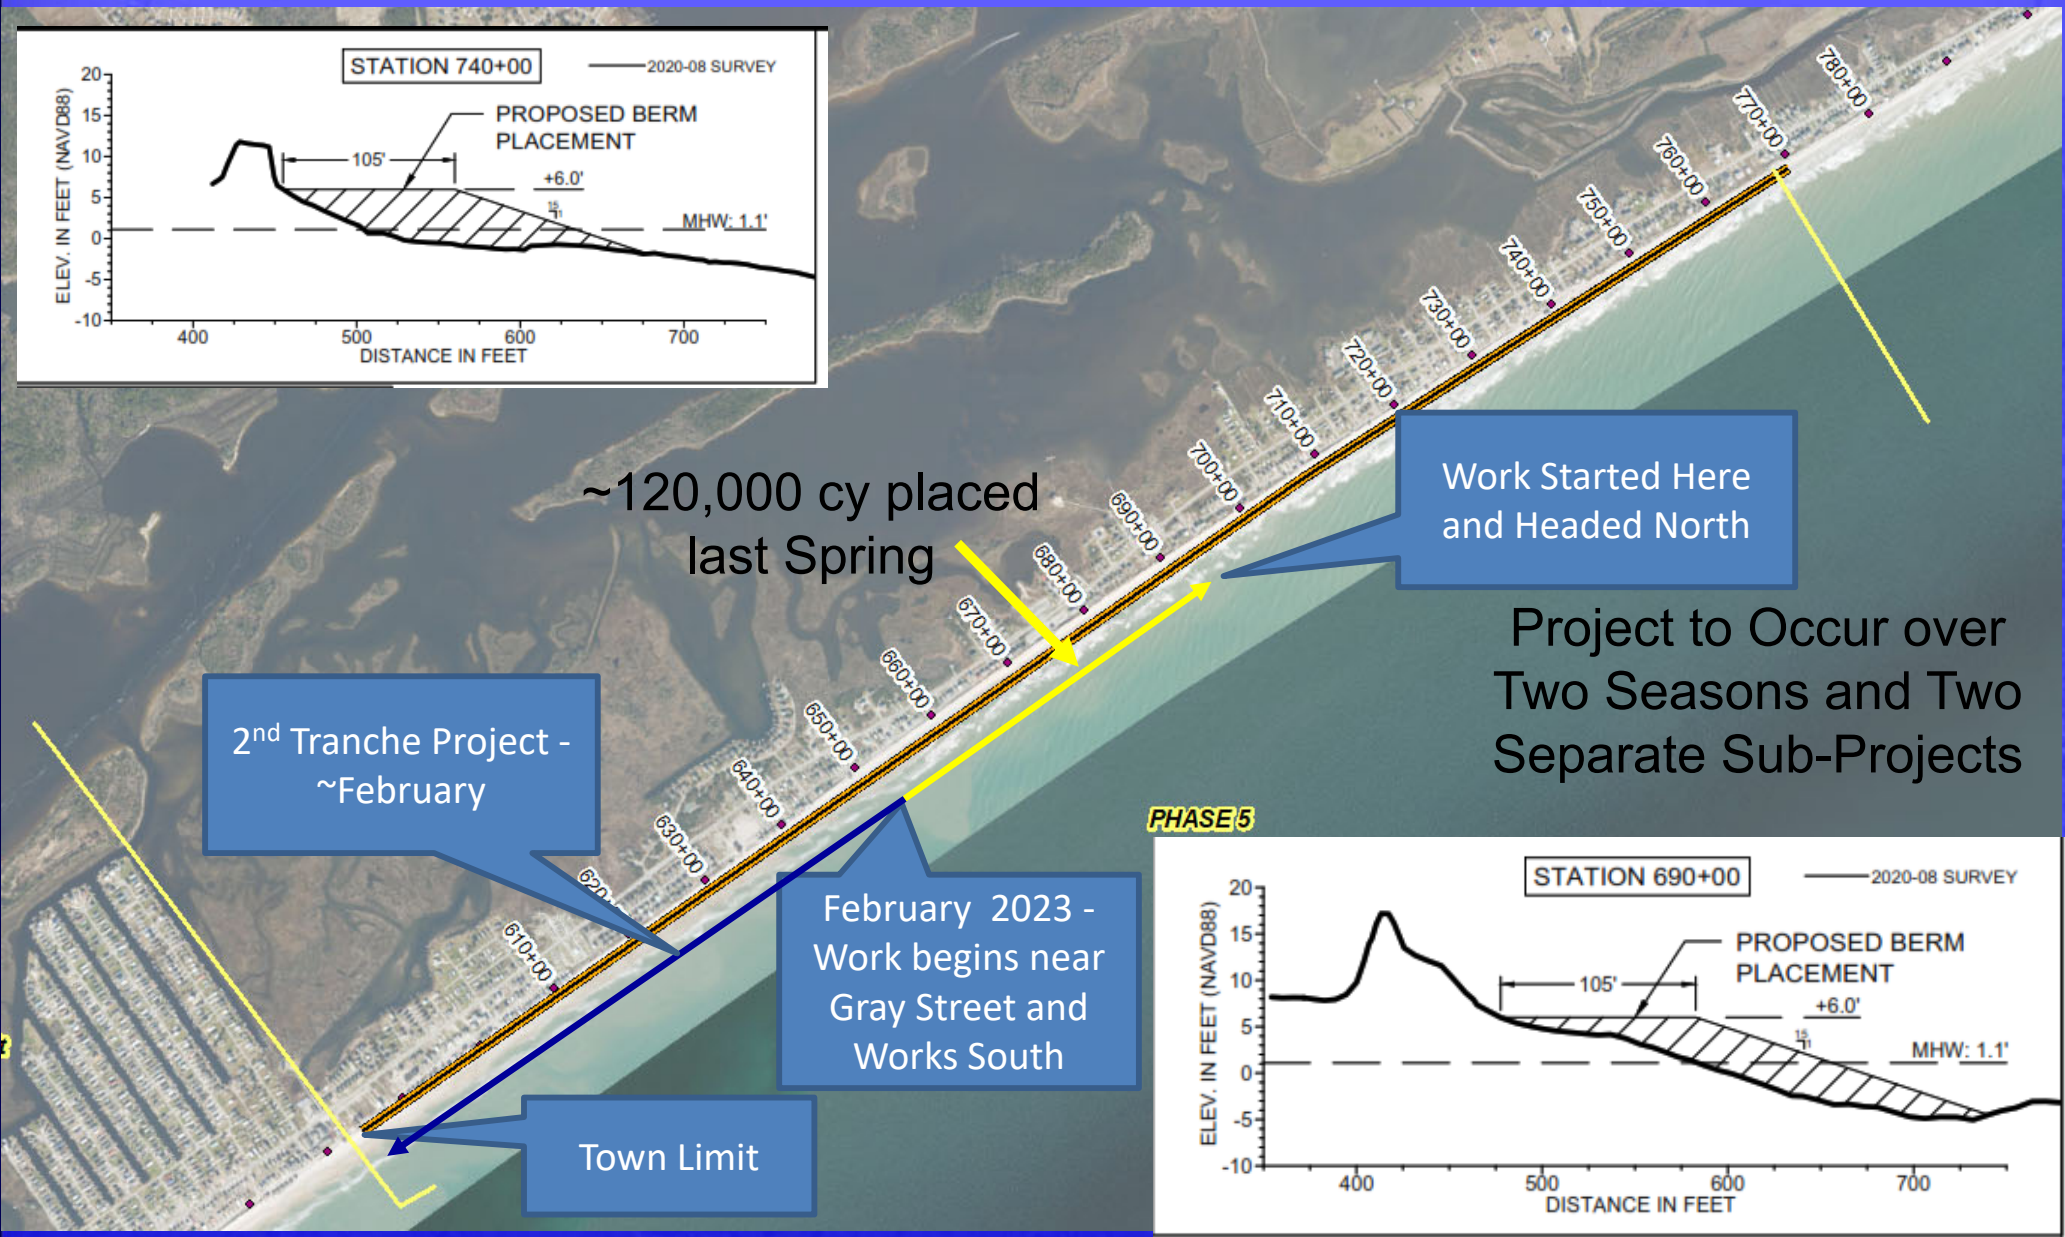 STATION 740+00
2020-08 SURVEY
PROPOSED BERM
PLACEMENT
105'
+6.0'
15
1
MHW: 1.1'
ELEV. IN FEET (NAVD88)
20
15
10
5
0
-5
-10
400
500
600
700
DISTANCE IN FEET
780+00
770+00
760+00
750+00
740+00
730+00
720+00
710+00
700+00
690+00
680+00
670+00
660+00
650+00
640+00
630+00
610+00
~120,000 cy placed
last Spring
Work Started Here
and Headed North
Project to Occur over
Two Seasons and Two
Separate Sub-Projects
2nd Tranche Project -
~February
February 2023 -
Work begins near
Gray Street and
Works South
Town Limit
PHASE 5
STATION 690+00
2020-08 SURVEY
PROPOSED BERM
PLACEMENT
105'
+6.0'
15
1
MHW: 1.1'
ELEV. IN FEET (NAVD88)
20
15
10
5
0
-5
-10
400
500
600
700
DISTANCE IN FEET